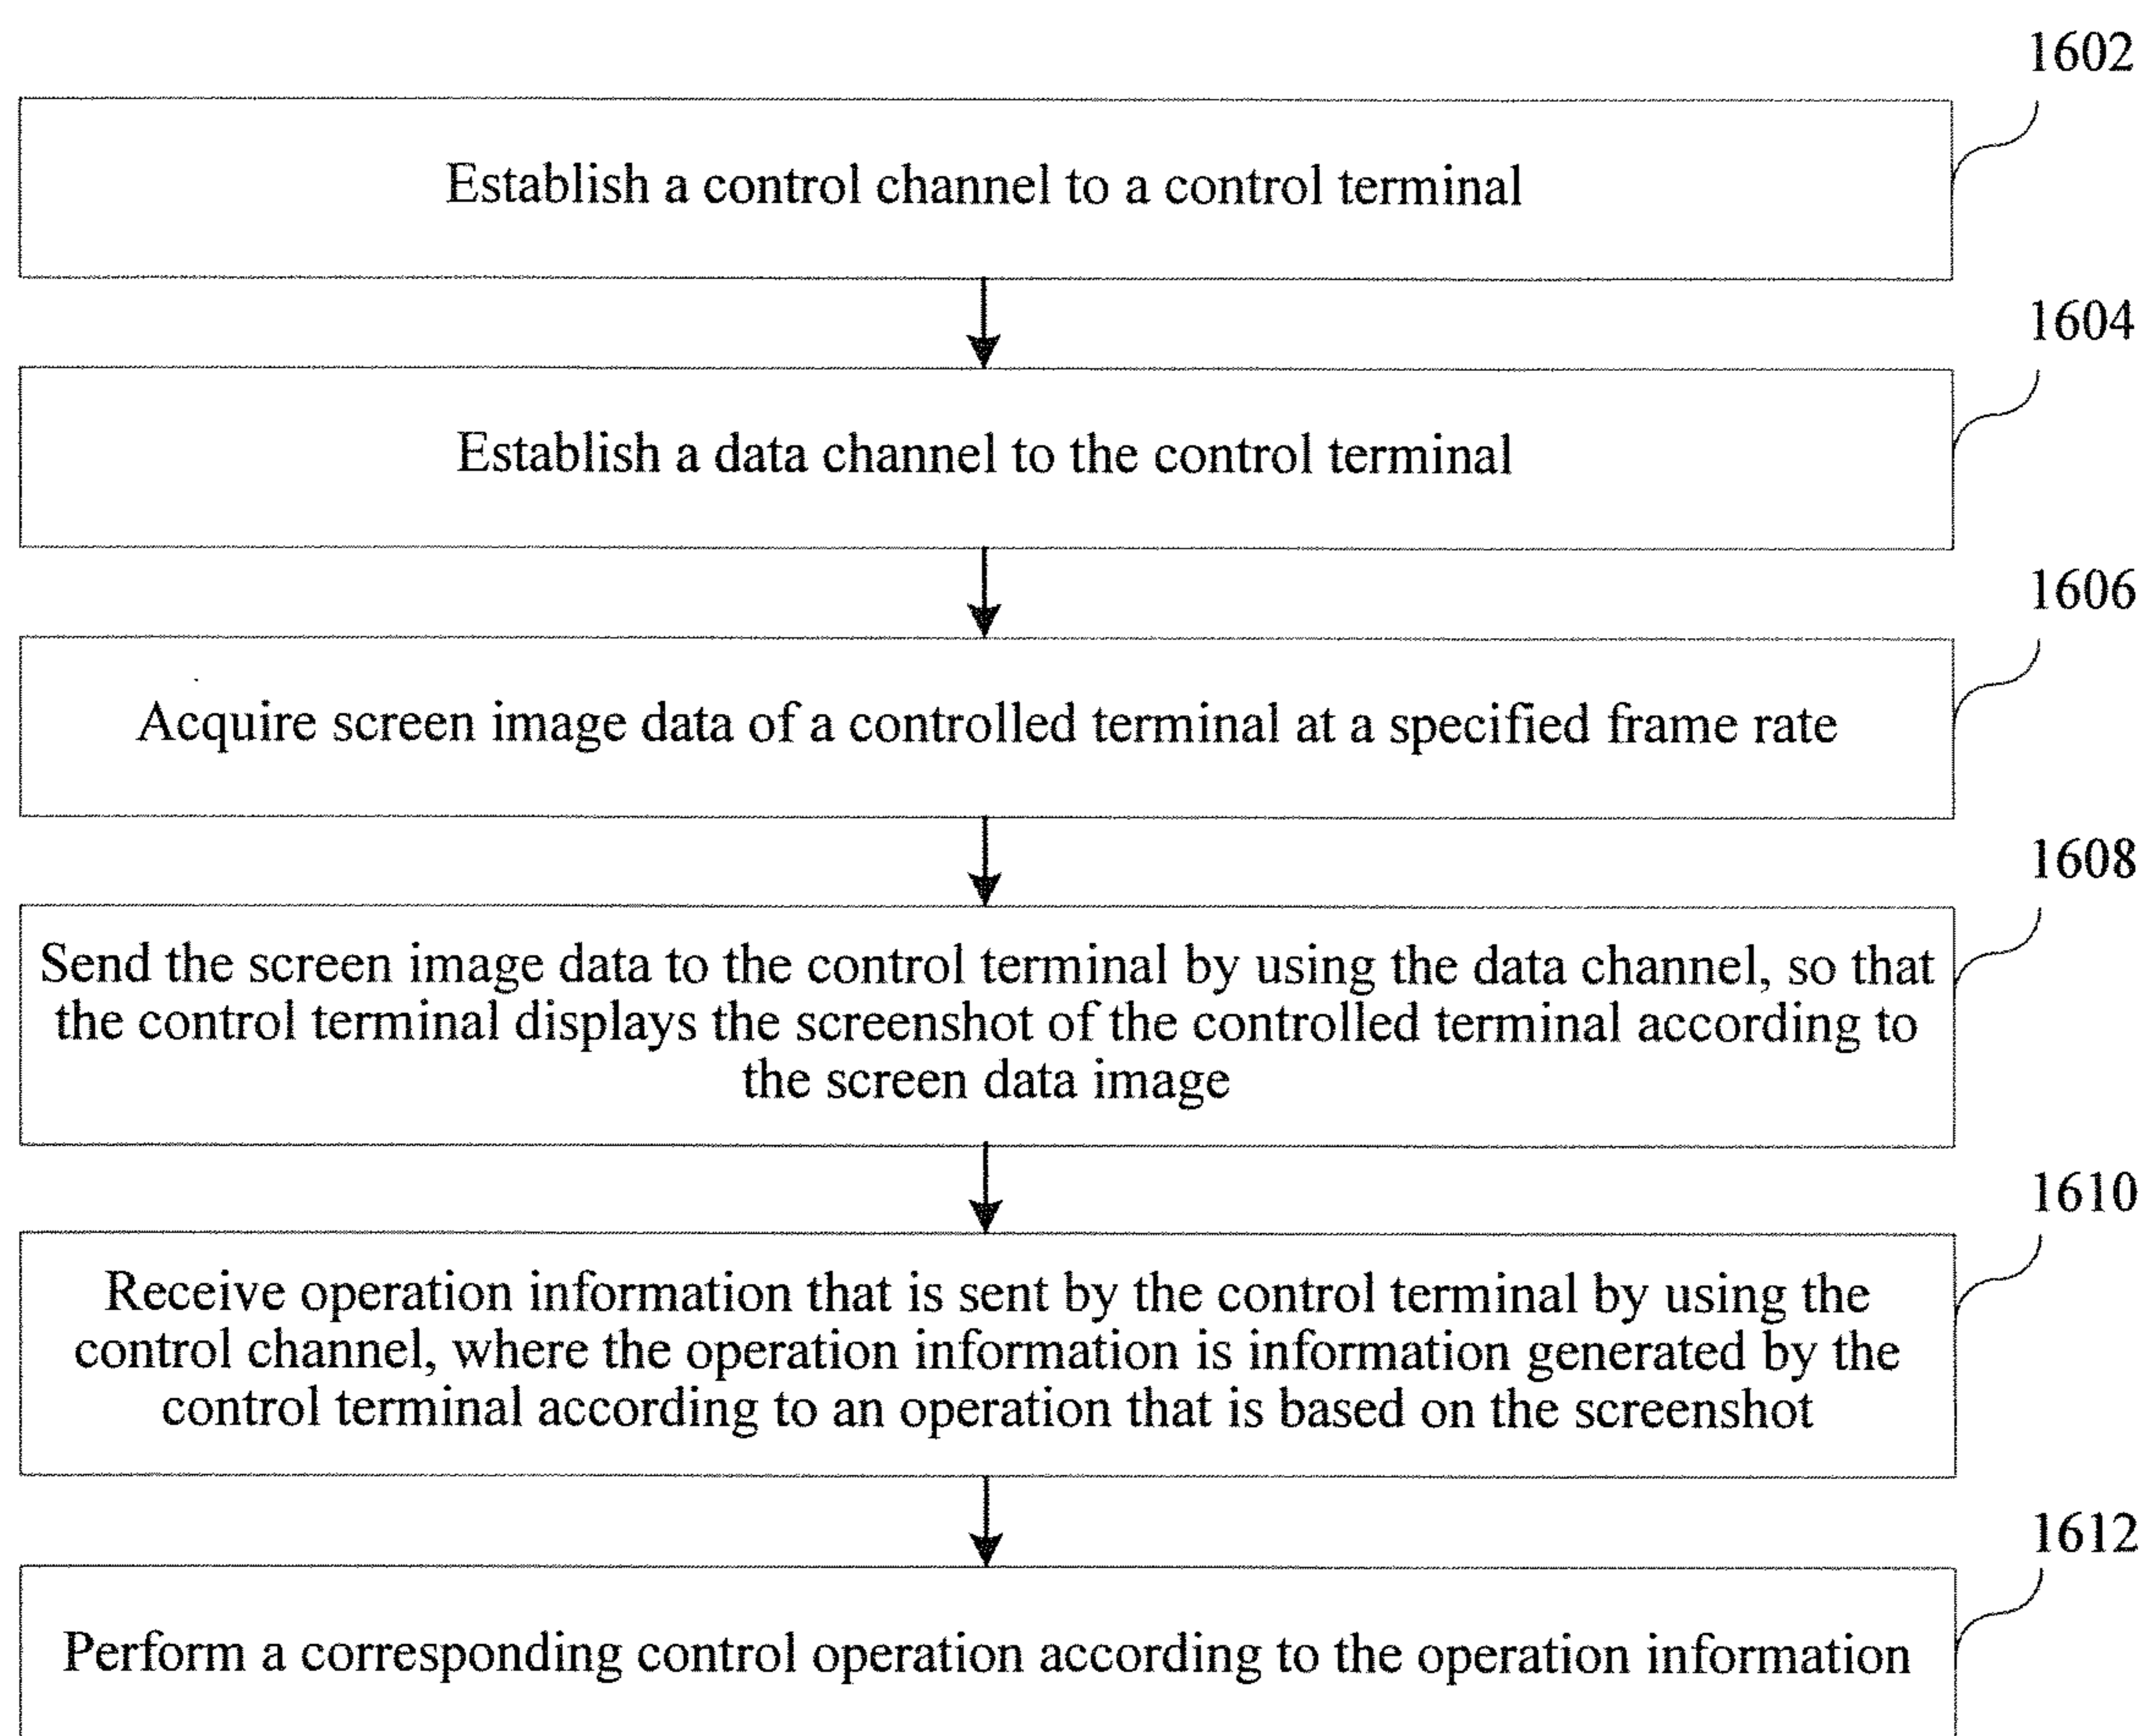 1602
Establish a control channel to a control terminal
1604
Establish a data channel to the control terminal
1606
Acquire screen image data of a controlled terminal at a specified frame rate
1608
Send the screen image data to the control terminal by using the data channel, so that
the control terminal displays the screenshot of the controlled terminal according to
the screen data image
1610
Receive operation information that is sent by the control terminal by using the
control channel, where the operation information is information generated by the
control terminal according to an operation that is based on the screenshot
1612
Perform a corresponding control operation according to the operation information